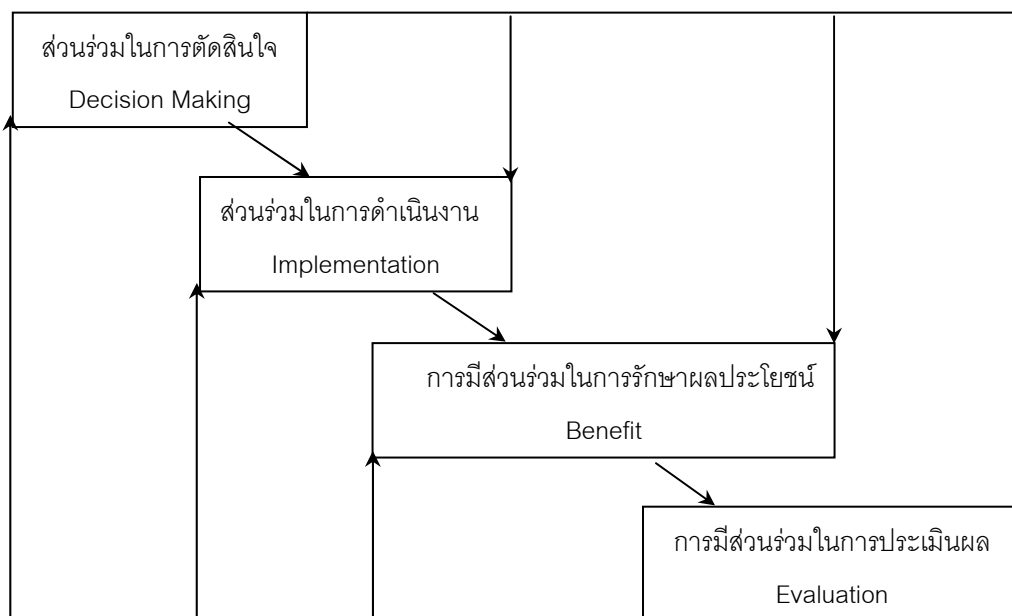 ส่วนร่วมในการตัดสินใจ
Decision Making
ส่วนร่วมในการดำเนินงาน
Implementation
การมีส่วนร่วมในการรักษาผลประโยชน์
Benefit
การมีส่วนร่วมในการประเมินผล
Evaluation